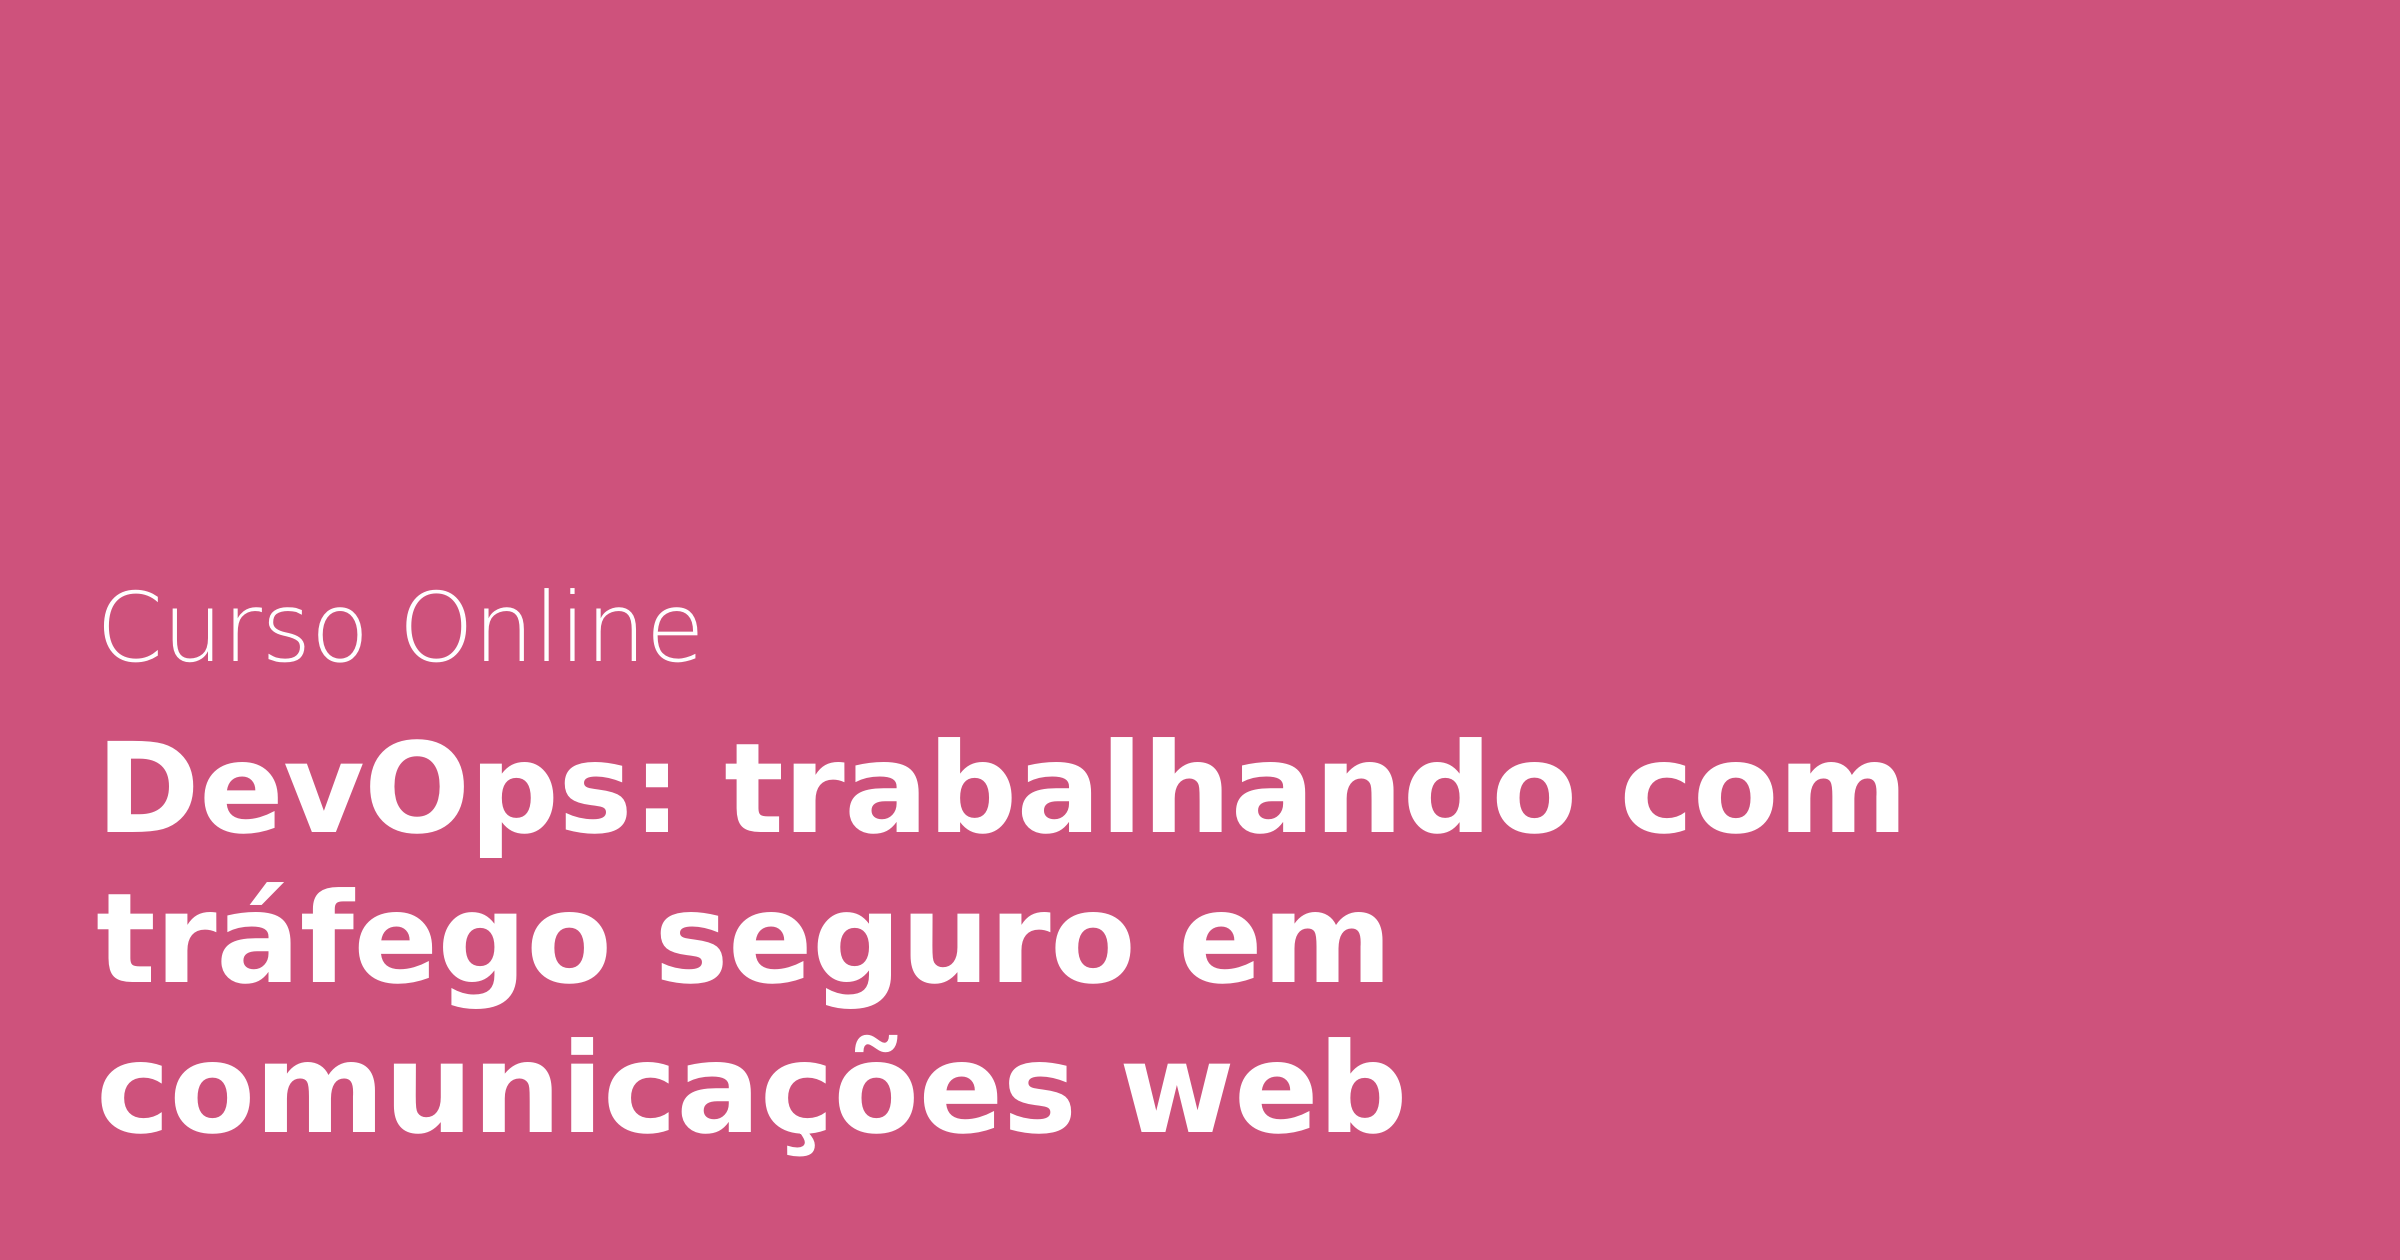 Curso Online
DevOps: trabalhando com
tráfego seguro em
comunicações web